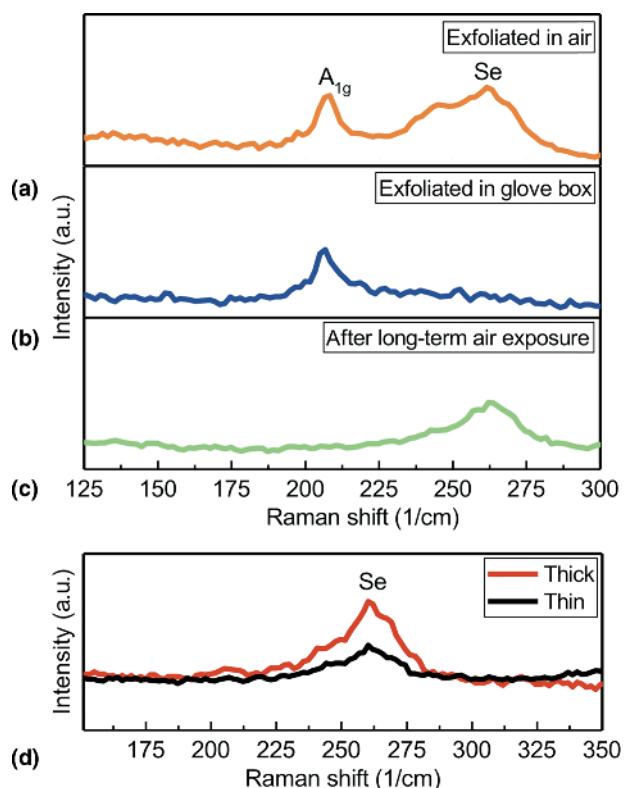 Exfoliated in air
A1g
Se
(a)
Exfoliated in glove box
(b)
After long-term air exposure
(c)
Intensity (a.u.)
125 150 175 200 225 250 275 300
Raman shift (1/cm)
Se
Thick
Thin
Intensity (a.u.)
175 200 225 250 275 300 325 350
(d)
Raman shift (1/cm)